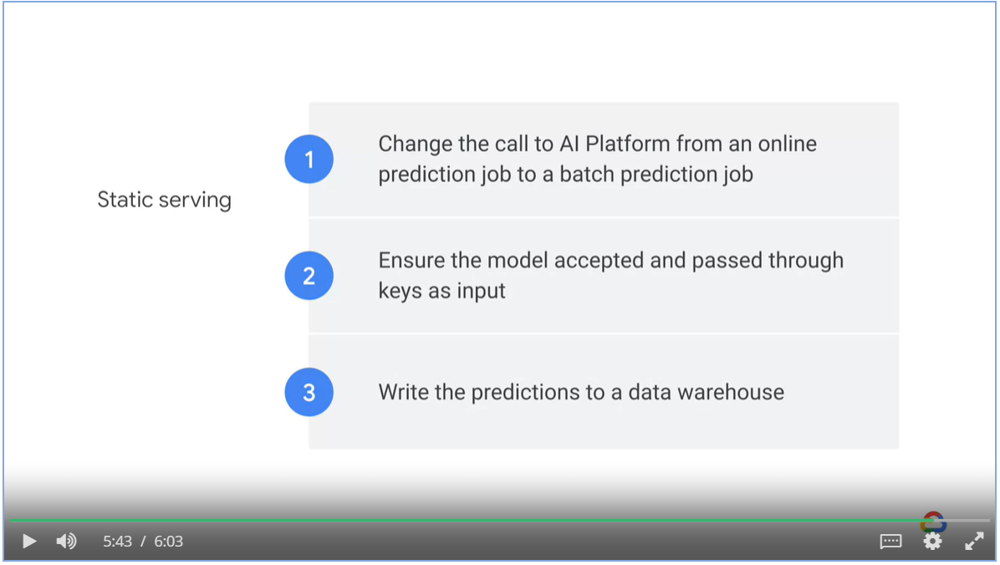 Static serving
1
Change the call to AI Platform from an online
prediction job to a batch prediction job
2
Ensure the model accepted and passed through
keys as input
3
Write the predictions to a data warehouse
5:43 / 6:03